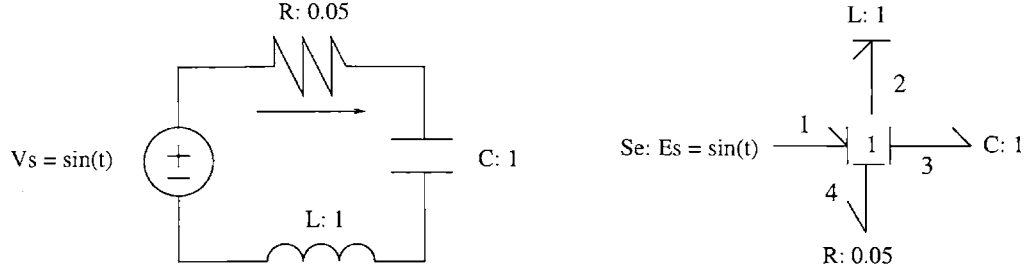 R: 0.05
Vs = sin(t)
C: 1
L: 1
L: 1
2
1
Se: Es = sin(t)
1
C: 1
3
4
R: 0.05